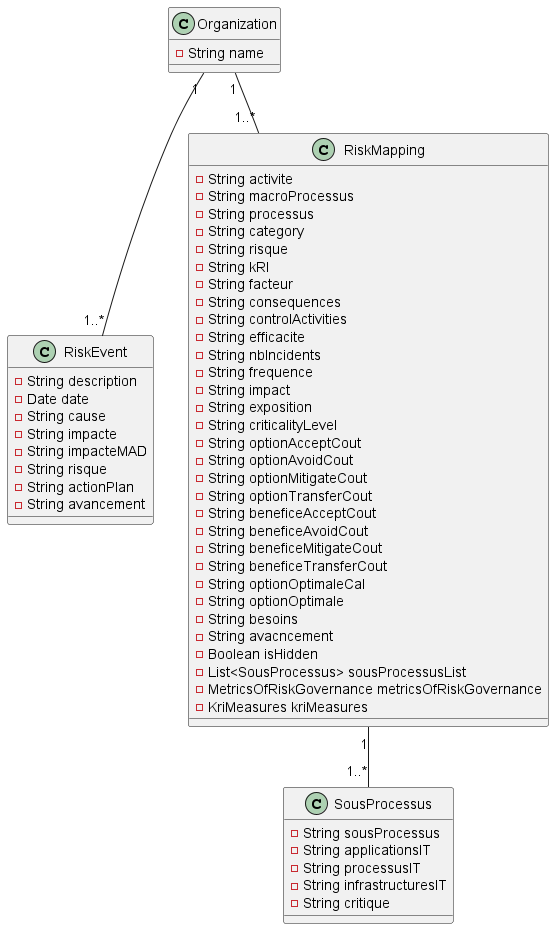 C Organization
String name
1
1
1..*
C RiskMapping
String activite
String macroProcessus
String processus
String category
String risque
String kRI
String facteur
String consequences
String controlActivities
String efficacite
String nbIncidents
String frequence
String impact
String exposition
String criticalityLevel
String optionAcceptCout
String optionAvoidCout
String optionMitigateCout
String optionTransferCout
String beneficeAcceptCout
String beneficeAvoidCout
String beneficeMitigateCout
String beneficeTransferCout
String optionOptimaleCal
String optionOptimale
String besoins
String avacncement
Boolean isHidden
List<SousProcessus> sousProcessusList
MetricsOfRiskGovernance metricsOfRiskGovernance
KriMeasures kriMeasures
1..*
C RiskEvent
String description
Date date
String cause
String impacte
String impacteMAD
String risque
String actionPlan
String avancement
1
1..*
C SousProcessus
String sousProcessus
String applicationsIT
String processusIT
String infrastructuresIT
String critique